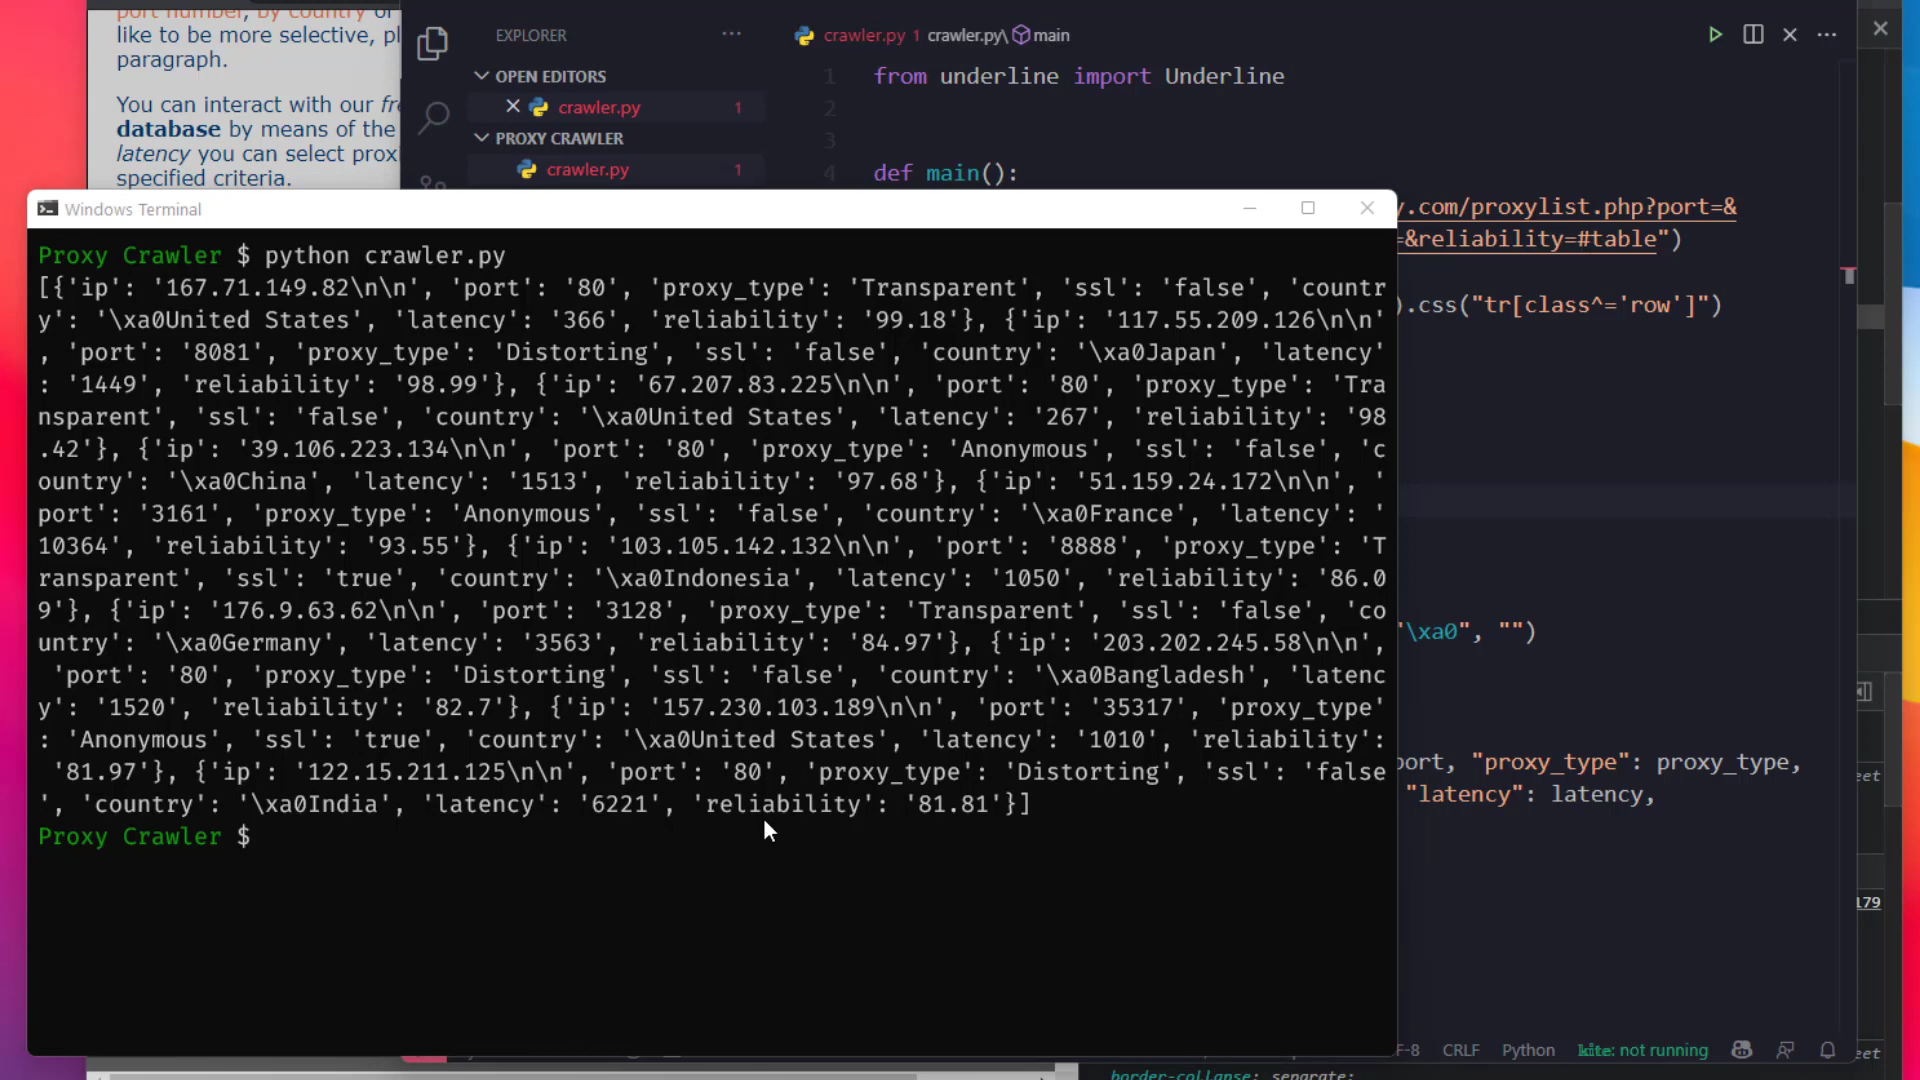 port number, by country or
like to be more selective, pl
paragraph.
You can interact with our fre
database by means of the
latency you can select proxi
specified criteria.
EXPLORER
OPEN EDITORS
crawler.py 1
PROXY CRAWLER
crawler.py 1
crawler.py 1 crawler.py\ main
1 from underline import Underline
2
3
4 def main():
y.com/proxylist.php?port=&
=&reliability=#table")
).css("tr[class^='row']")
"\xa0", "")
port, "proxy_type": proxy_type,
"latency": latency,
Windows Terminal
Proxy Crawler $ python crawler.py
[{'ip': '167.71.149.82\n\n', 'port': '80', 'proxy_type': 'Transparent', 'ssl': 'false', 'countr
y': '\xa0United States', 'latency': '366', 'reliability': '99.18'}, {'ip': '117.55.209.126\n\n'
, 'port': '8081', 'proxy_type': 'Distorting', 'ssl': 'false', 'country': '\xa0Japan', 'latency'
: '1449', 'reliability': '98.99'}, {'ip': '67.207.83.225\n\n', 'port': '80', 'proxy_type': 'Tra
nsparent', 'ssl': 'false', 'country': '\xa0United States', 'latency': '267', 'reliability': '98
.42'}, {'ip': '39.106.223.134\n\n', 'port': '80', 'proxy_type': 'Anonymous', 'ssl': 'false', 'c
ountry': '\xa0China', 'latency': '1513', 'reliability': '97.68'}, {'ip': '51.159.24.172\n\n', '
port': '3161', 'proxy_type': 'Anonymous', 'ssl': 'false', 'country': '\xa0France', 'latency': '
10364', 'reliability': '93.55'}, {'ip': '103.105.142.132\n\n', 'port': '8888', 'proxy_type': 'T
ransparent', 'ssl': 'true', 'country': '\xa0Indonesia', 'latency': '1050', 'reliability': '86.0
9'}, {'ip': '176.9.63.62\n\n', 'port': '3128', 'proxy_type': 'Transparent', 'ssl': 'false', 'co
untry': '\xa0Germany', 'latency': '3563', 'reliability': '84.97'}, {'ip': '203.202.245.58\n\n',
 'port': '80', 'proxy_type': 'Distorting', 'ssl': 'false', 'country': '\xa0Bangladesh', 'latenc
y': '1520', 'reliability': '82.7'}, {'ip': '157.230.103.189\n\n', 'port': '35317', 'proxy_type'
: 'Anonymous', 'ssl': 'true', 'country': '\xa0United States', 'latency': '1010', 'reliability':
 '81.97'}, {'ip': '122.15.211.125\n\n', 'port': '80', 'proxy_type': 'Distorting', 'ssl': 'false
', 'country': '\xa0India', 'latency': '6221', 'reliability': '81.81'}]
Proxy Crawler $
F-8 CRLF Python kite: not running
eet
179
eet
border-collapse: separate;